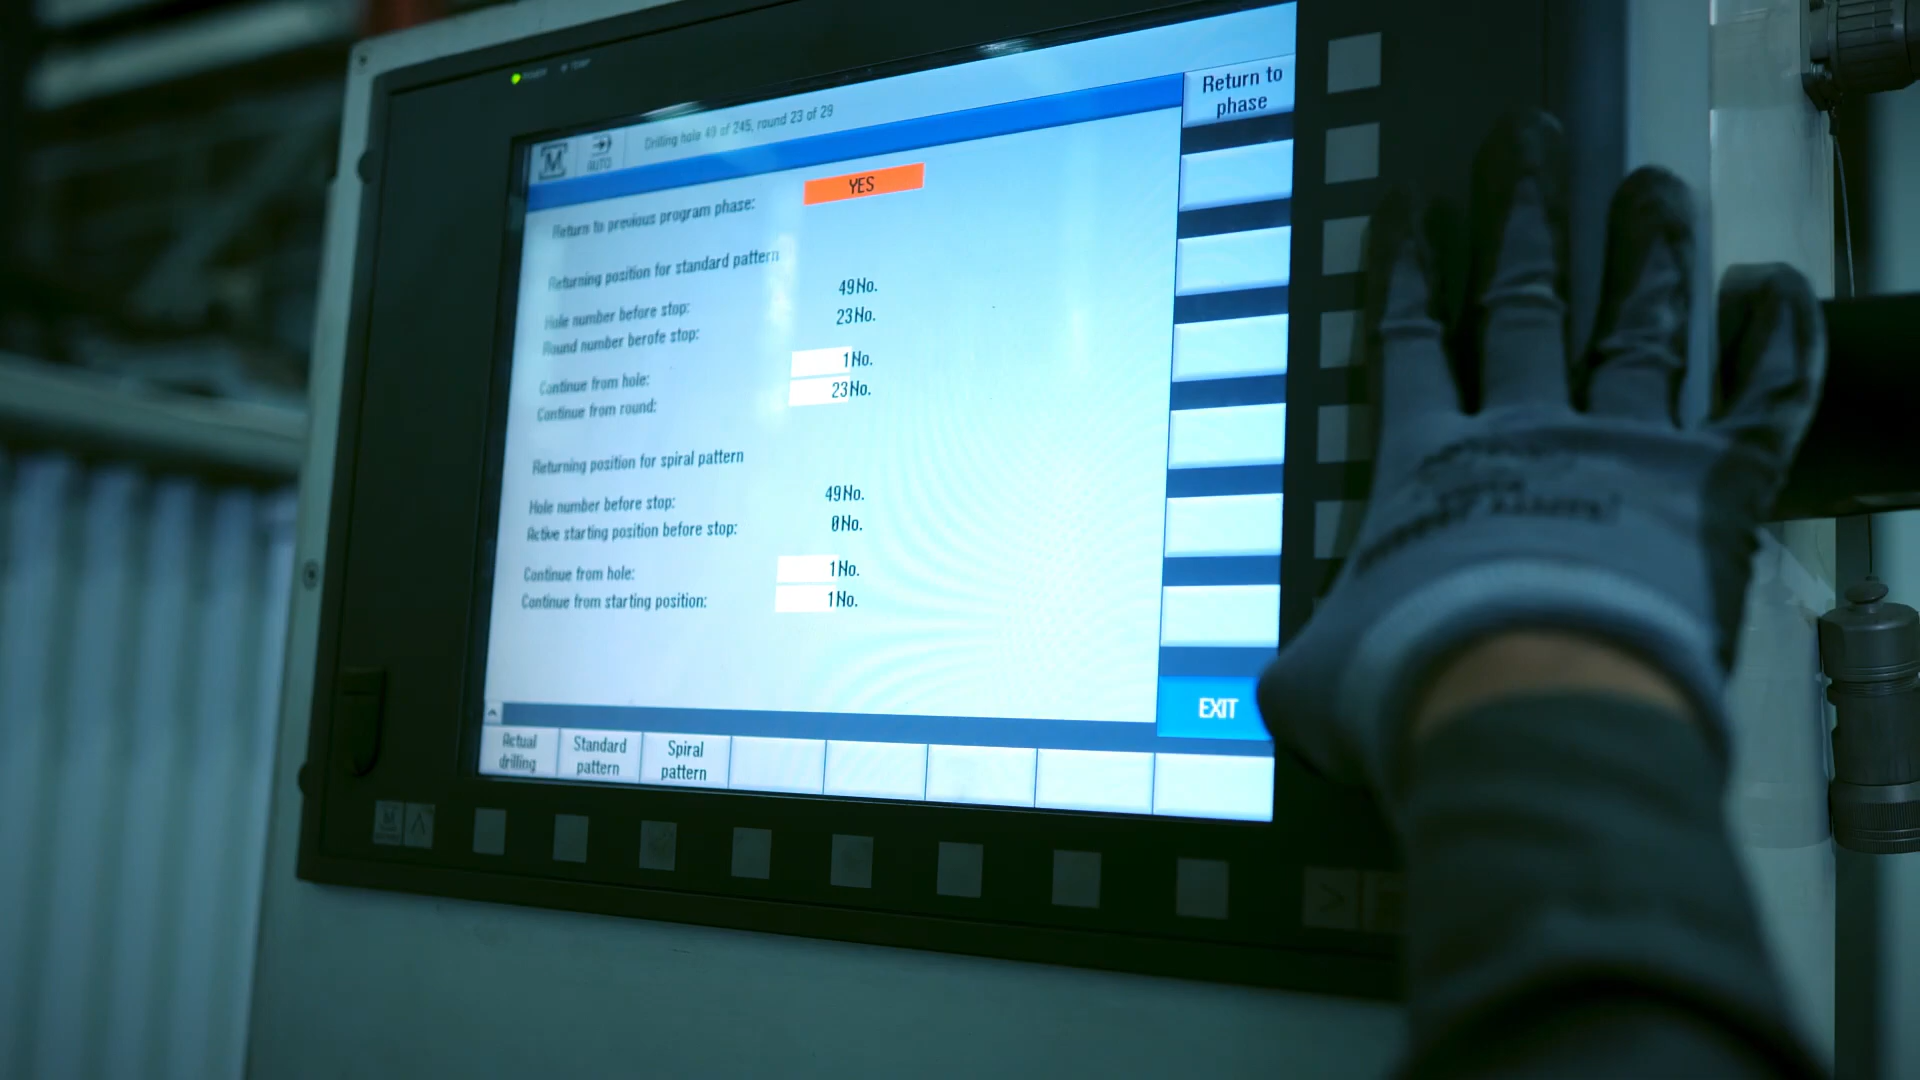 Drilling hole 49 of 245, round 23 of 29
M
AUTO
Return to phase
Return to previous program phase: YES
Returning position for standard pattern
Hole number before stop: 49 No.
Round number berofe stop: 23 No.
Continue from hole: 1 No.
Continue from round: 23 No.
Returning position for spiral pattern
Hole number before stop: 49 No.
Active starting position before stop: 0 No.
Continue from hole: 1 No.
Continue from starting position: 1 No.
EXIT
Actual drilling
Standard pattern
Spiral pattern
M